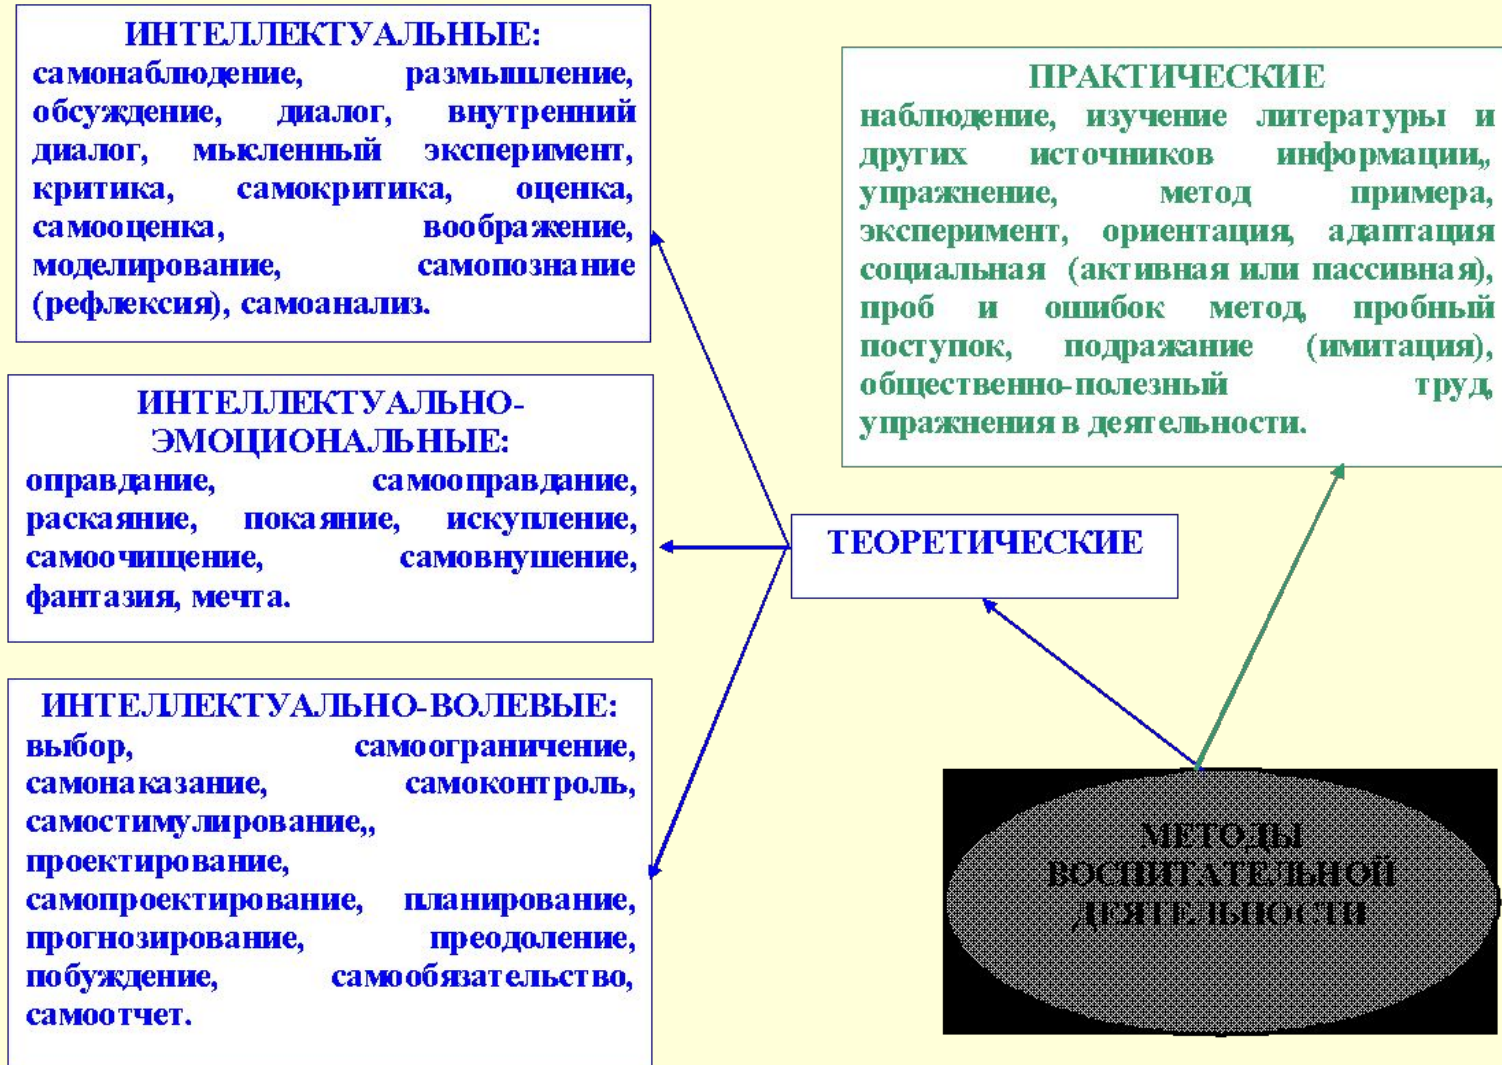 ИНТЕЛЛЕКТУАЛЬНЫЕ:
самонаблюдение, размышление,
обсуждение, диалог, внутренний
диалог, мысленный эксперимент,
критика, самокритика, оценка,
самооценка, воображение,
моделирование, самопознание
(рефлексия), самоанализ.
ИНТЕЛЛЕКТУАЛЬНО-
ЭМОЦИОНАЛЬНЫЕ:
оправдание, самооправдание,
раскаяние, покаяние, искупление,
самоочищение, самовнушение,
фантазия, мечта.
ИНТЕЛЛЕКТУАЛЬНО-ВОЛЕВЫЕ:
выбор, самоограничение,
самонаказание, самоконтроль,
самостимулирование,,
проектирование,
самопроектирование, планирование,
прогнозирование, преодоление,
побуждение, самообязательство,
самоотчет.
ТЕОРЕТИЧЕСКИЕ
ПРАКТИЧЕСКИЕ
наблюдение, изучение литературы и
других источников информации,,
упражнение, метод примера,
эксперимент, ориентация, адаптация
социальная (активная или пассивная),
проб и ошибок метод, пробный
поступок, подражание (имитация),
общественно-полезный труд,
упражнения в деятельности.
МЕТОДЫ
ВОСПИТАТЕЛЬНОЙ
ДЕЯТЕЛЬНОСТИ